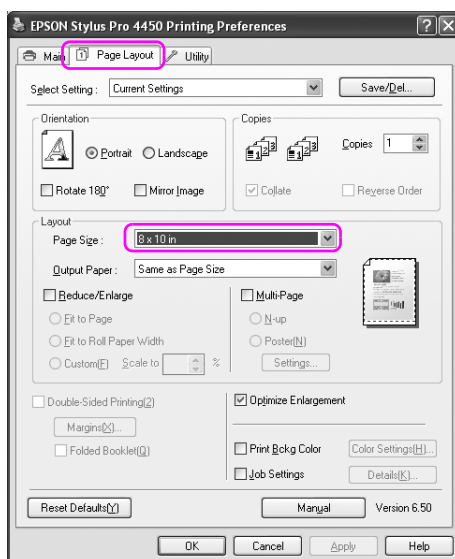 EPSON Stylus Pro 4450 Printing Preferences
Main Page Layout Utility
Select Setting : Current Settings Save/Del...
Orientation
Portrait Landscape
Rotate 180° Mirror Image
Copies
Copies 1
Collate Reverse Order
Layout
Page Size : 8 x 10 in
Output Paper : Same as Page Size
Reduce/Enlarge
Fit to Page
Fit to Roll Paper Width
Custom(F) Scale to %
Multi-Page
N-up
Poster(N)
Settings...
Double-Sided Printing(2)
Margins(X)...
Folded Booklet(Q)
Optimize Enlargement
Print Bckg Color Color Settings(H)...
Job Settings Details(K)...
Reset Defaults(Y) Manual Version 6.50
OK Cancel Apply Help